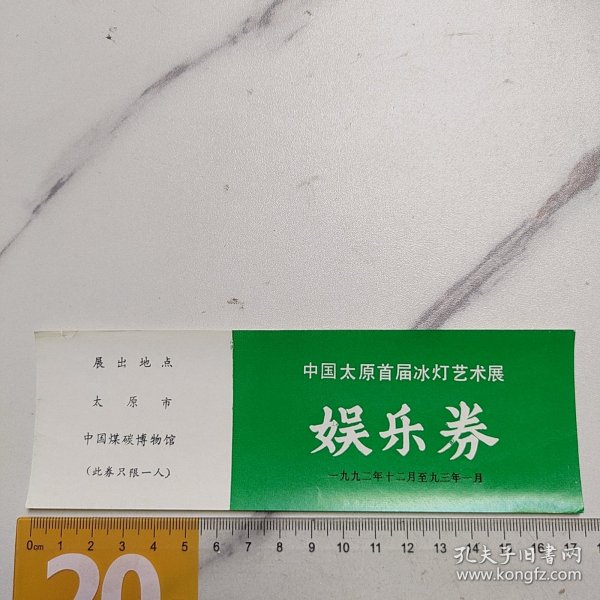 展出地点
太原市
中国煤碳博物馆
(此券只限一人)
中国太原首届冰灯艺术展
娱乐券
一九九二年十二月至九三年一月
0cm 1 2 3 4 5 6 7 8 9 10 11 12 13 14 15 16 17
20
孔夫子旧书网
www.kongfz.com